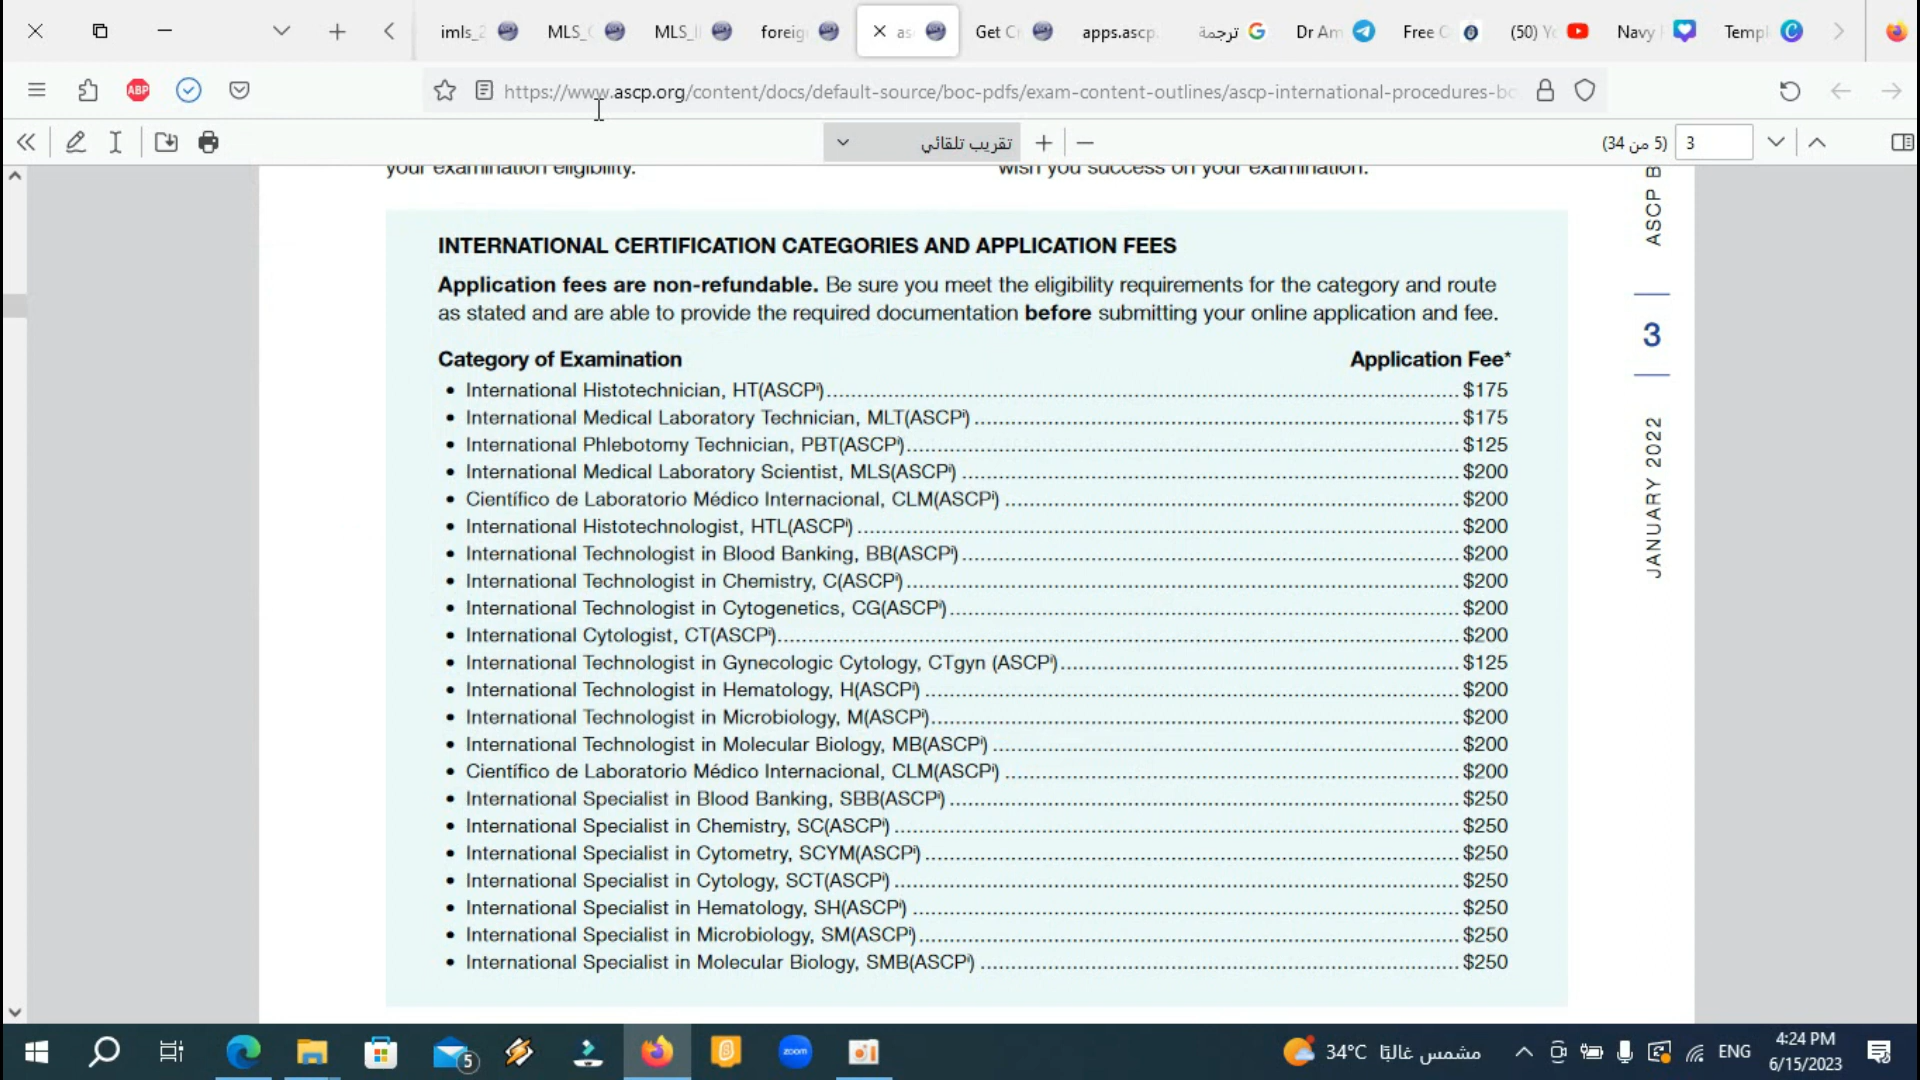 imls_2
MLS_
MLS_I
foreig
as
Get C
apps.ascp.
ترجمة
Dr Am
Free
(50) Y
Navy
Templ
ABP
https://www.ascp.org/content/docs/default-source/boc-pdfs/exam-content-outlines/ascp-international-procedures-bo
تقريب تلقائي
(5 من 34)
3
your examination eligibility.
wish you success on your examination.
INTERNATIONAL CERTIFICATION CATEGORIES AND APPLICATION FEES
Application fees are non-refundable. Be sure you meet the eligibility requirements for the category and route
as stated and are able to provide the required documentation before submitting your online application and fee.
Category of Examination Application Fee*
• International Histotechnician, HT(ASCPⁱ) $175
• International Medical Laboratory Technician, MLT(ASCPⁱ) $175
• International Phlebotomy Technician, PBT(ASCPⁱ) $125
• International Medical Laboratory Scientist, MLS(ASCPⁱ) $200
• Científico de Laboratorio Médico Internacional, CLM(ASCPⁱ) $200
• International Histotechnologist, HTL(ASCPⁱ) $200
• International Technologist in Blood Banking, BB(ASCPⁱ) $200
• International Technologist in Chemistry, C(ASCPⁱ) $200
• International Technologist in Cytogenetics, CG(ASCPⁱ) $200
• International Cytologist, CT(ASCPⁱ) $200
• International Technologist in Gynecologic Cytology, CTgyn (ASCPⁱ) $125
• International Technologist in Hematology, H(ASCPⁱ) $200
• International Technologist in Microbiology, M(ASCPⁱ) $200
• International Technologist in Molecular Biology, MB(ASCPⁱ) $200
• Científico de Laboratorio Médico Internacional, CLM(ASCPⁱ) $200
• International Specialist in Blood Banking, SBB(ASCPⁱ) $250
• International Specialist in Chemistry, SC(ASCPⁱ) $250
• International Specialist in Cytometry, SCYM(ASCPⁱ) $250
• International Specialist in Cytology, SCT(ASCPⁱ) $250
• International Specialist in Hematology, SH(ASCPⁱ) $250
• International Specialist in Microbiology, SM(ASCPⁱ) $250
• International Specialist in Molecular Biology, SMB(ASCPⁱ) $250
ASCP B
3
JANUARY 2022
5
zoom
34°C مشمس غالبًا
ENG
4:24 PM
6/15/2023